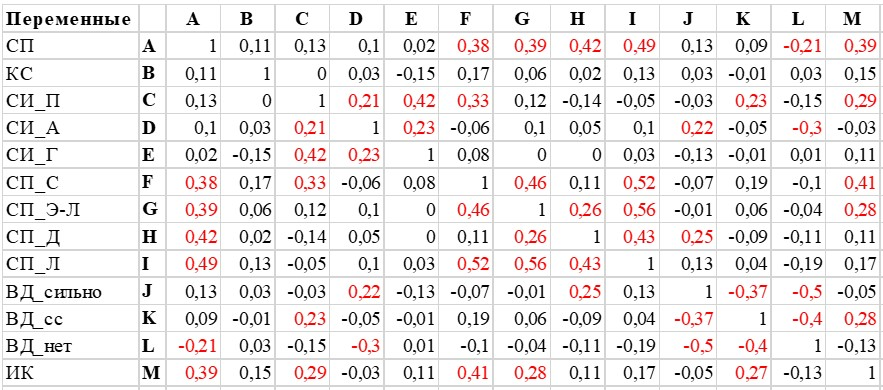 Переменные A B C D E F G H I J K L M
СП A 1 0,11 0,13 0,1 0,02 0,38 0,39 0,42 0,49 0,13 0,09 -0,21 0,39
КС B 0,11 1 0 0,03 -0,15 0,17 0,06 0,02 0,13 0,03 -0,01 0,03 0,15
СИ_П C 0,13 0 1 0,21 0,42 0,33 0,12 -0,14 -0,05 -0,03 0,23 -0,15 0,29
СИ_А D 0,1 0,03 0,21 1 0,23 -0,06 0,1 0,05 0,1 0,22 -0,05 -0,3 -0,03
СИ_Г E 0,02 -0,15 0,42 0,23 1 0,08 0 0 0,03 -0,13 -0,01 0,01 0,11
СП_С F 0,38 0,17 0,33 -0,06 0,08 1 0,46 0,11 0,52 -0,07 0,19 -0,1 0,41
СП_Э-Л G 0,39 0,06 0,12 0,1 0 0,46 1 0,26 0,56 -0,01 0,06 -0,04 0,28
СП_Д H 0,42 0,02 -0,14 0,05 0 0,11 0,26 1 0,43 0,25 -0,09 -0,11 0,11
СП_Л I 0,49 0,13 -0,05 0,1 0,03 0,52 0,56 0,43 1 0,13 0,04 -0,19 0,17
ВД_сильно J 0,13 0,03 -0,03 0,22 -0,13 -0,07 -0,01 0,25 0,13 1 -0,37 -0,5 -0,05
ВД_сс K 0,09 -0,01 0,23 -0,05 -0,01 0,19 0,06 -0,09 0,04 -0,37 1 -0,4 0,28
ВД_нет L -0,21 0,03 -0,15 -0,3 0,01 -0,1 -0,04 -0,11 -0,19 -0,5 -0,4 1 -0,13
ИК M 0,39 0,15 0,29 -0,03 0,11 0,41 0,28 0,11 0,17 -0,05 0,27 -0,13 1